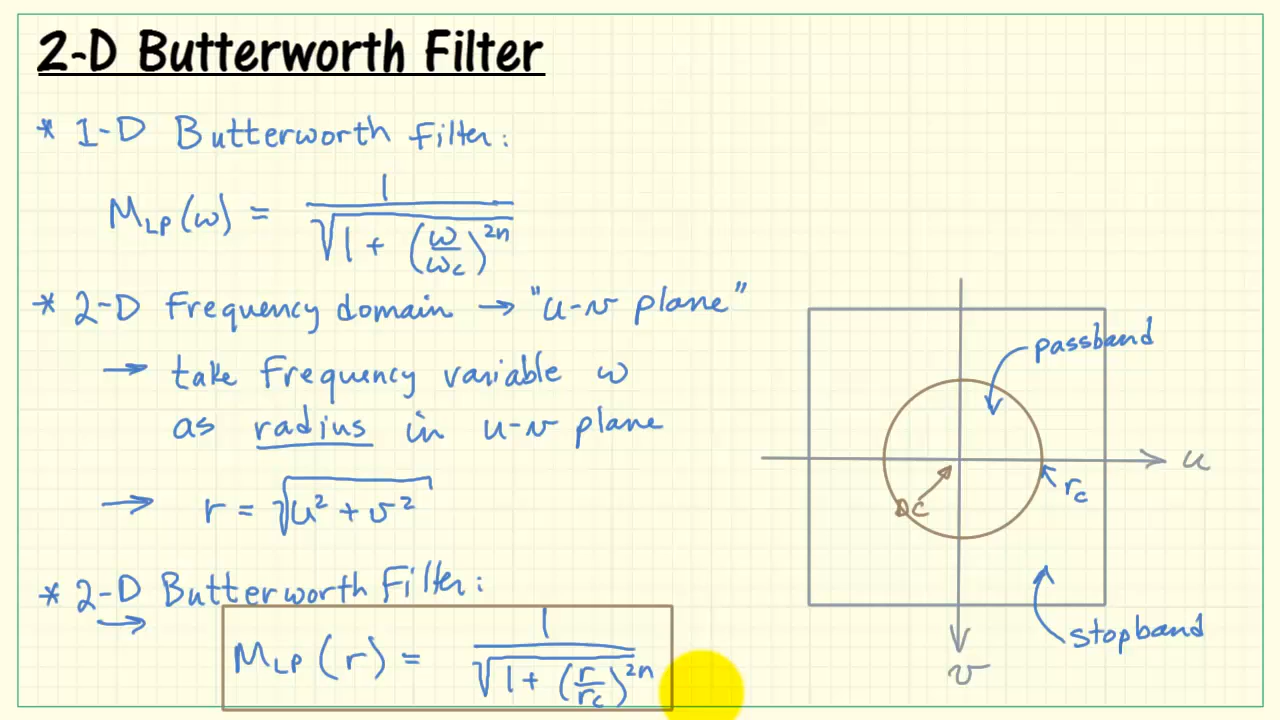 2-D Butterworth Filter
* 1-D Butterworth Filter:
M_LP(ω) = 1 / √(1 + (ω/ω_c)^2n)
* 2-D Frequency domain → "u-v plane"
→ take frequency variable ω
as radius in u-v plane
→ r = √(u² + v²)
* 2-D Butterworth Filter:
→
M_LP(r) = 1 / √(1 + (r/r_c)^2n)
passband
u
r_c
DC
stopband
v